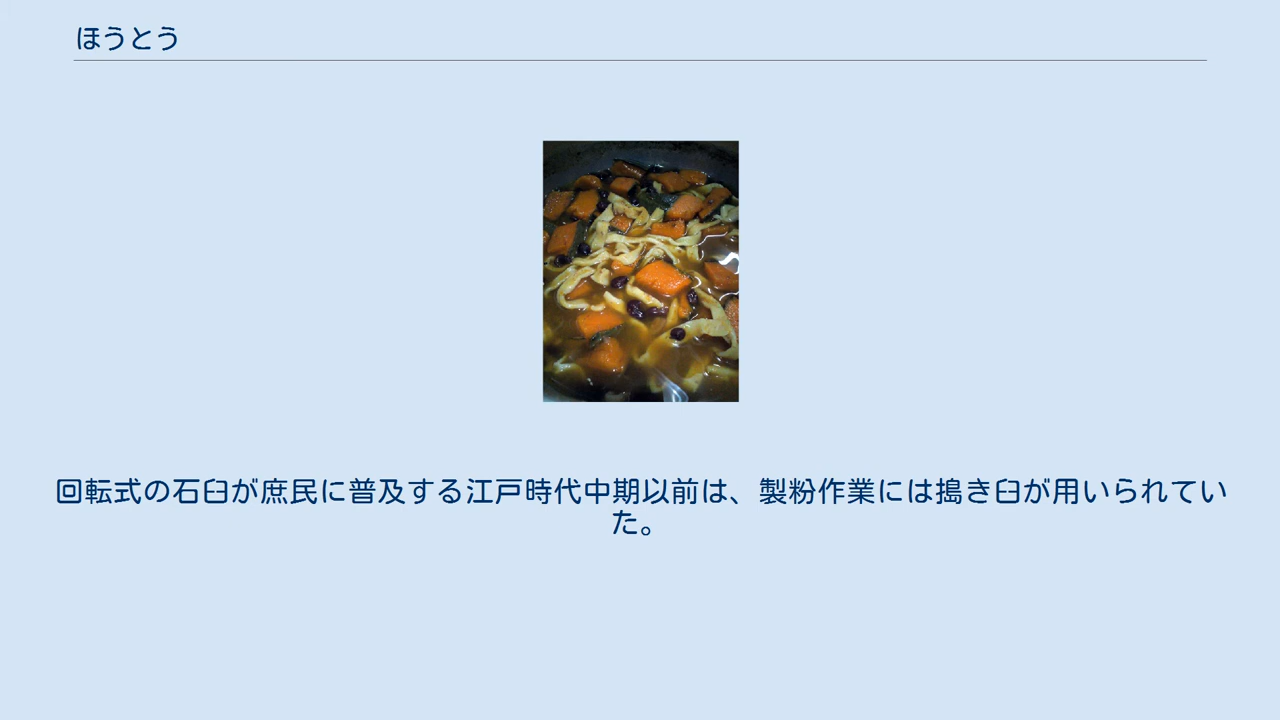 ほうとう
回転式の石臼が庶民に普及する江戸時代中期以前は、製粉作業には搗き臼が用いられてい
た。